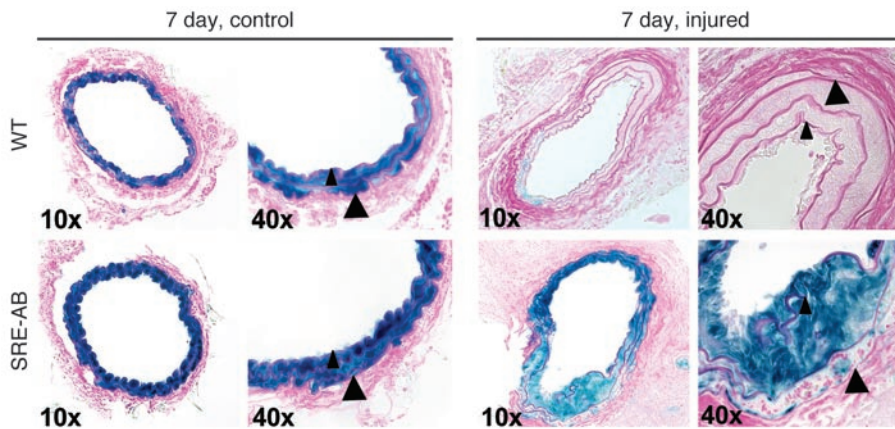 7 day, control
7 day, injured
WT
10x
40x
10x
40x
SRE-AB
10x
40x
10x
40x